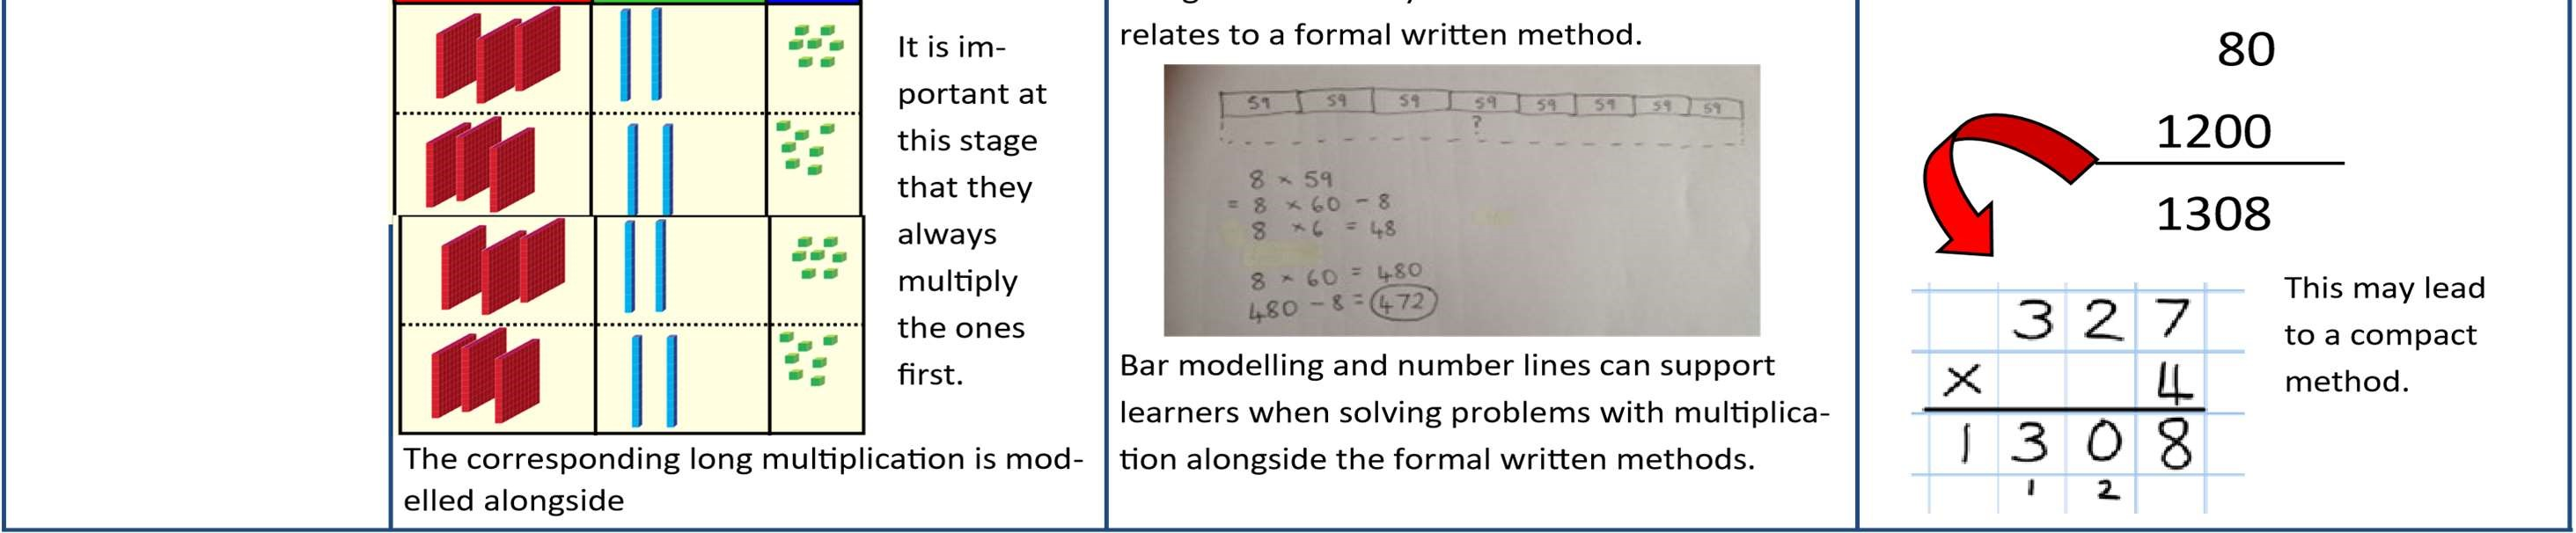 It is im-
portant at
this stage
that they
always
multiply
the ones
first.
The corresponding long multiplication is mod-
elled alongside
relates to a formal written method.
59 59 59 59 59 59 59 59
?
8 × 59
= 8 × 60 - 8
8 × 6 = 48
8 × 60 = 480
480 - 8 = 472
Bar modelling and number lines can support
learners when solving problems with multiplica-
tion alongside the formal written methods.
80
1200
1308
3 2 7
× 4
1 3 0 8
1 2
This may lead
to a compact
method.